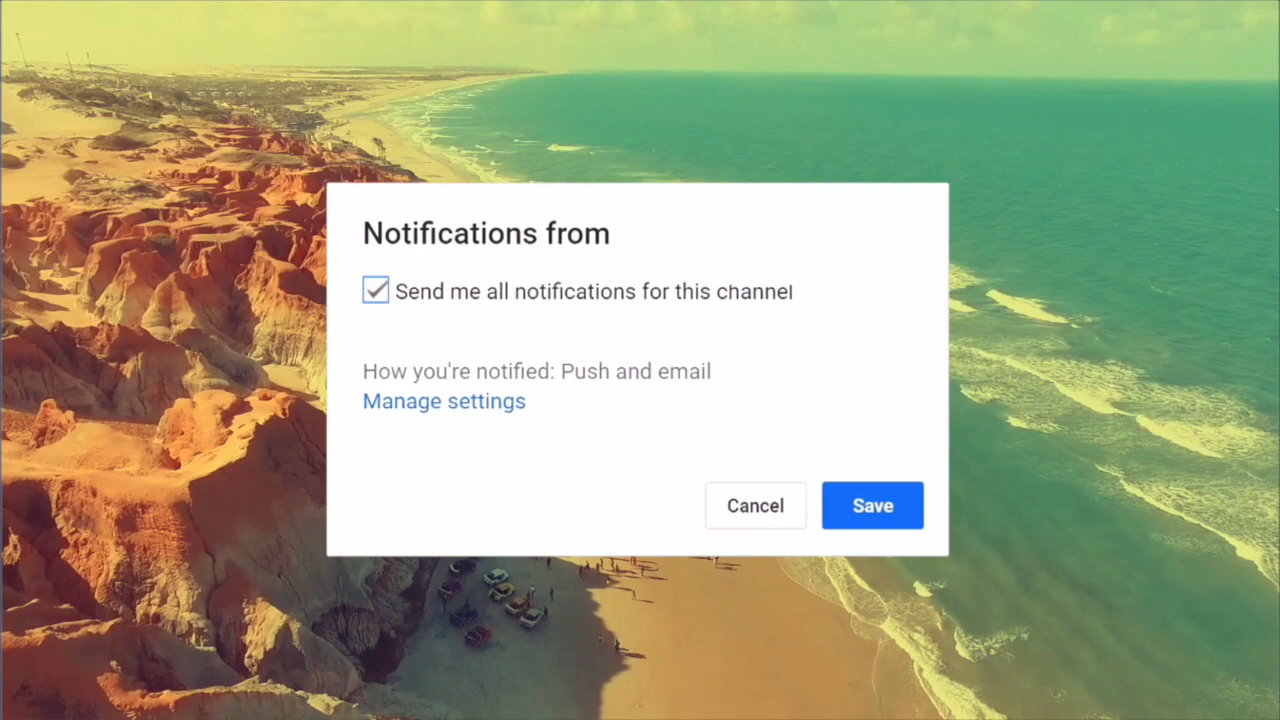 Notifications from
Send me all notifications for this channel
How you're notified: Push and email
Manage settings
Cancel
Save